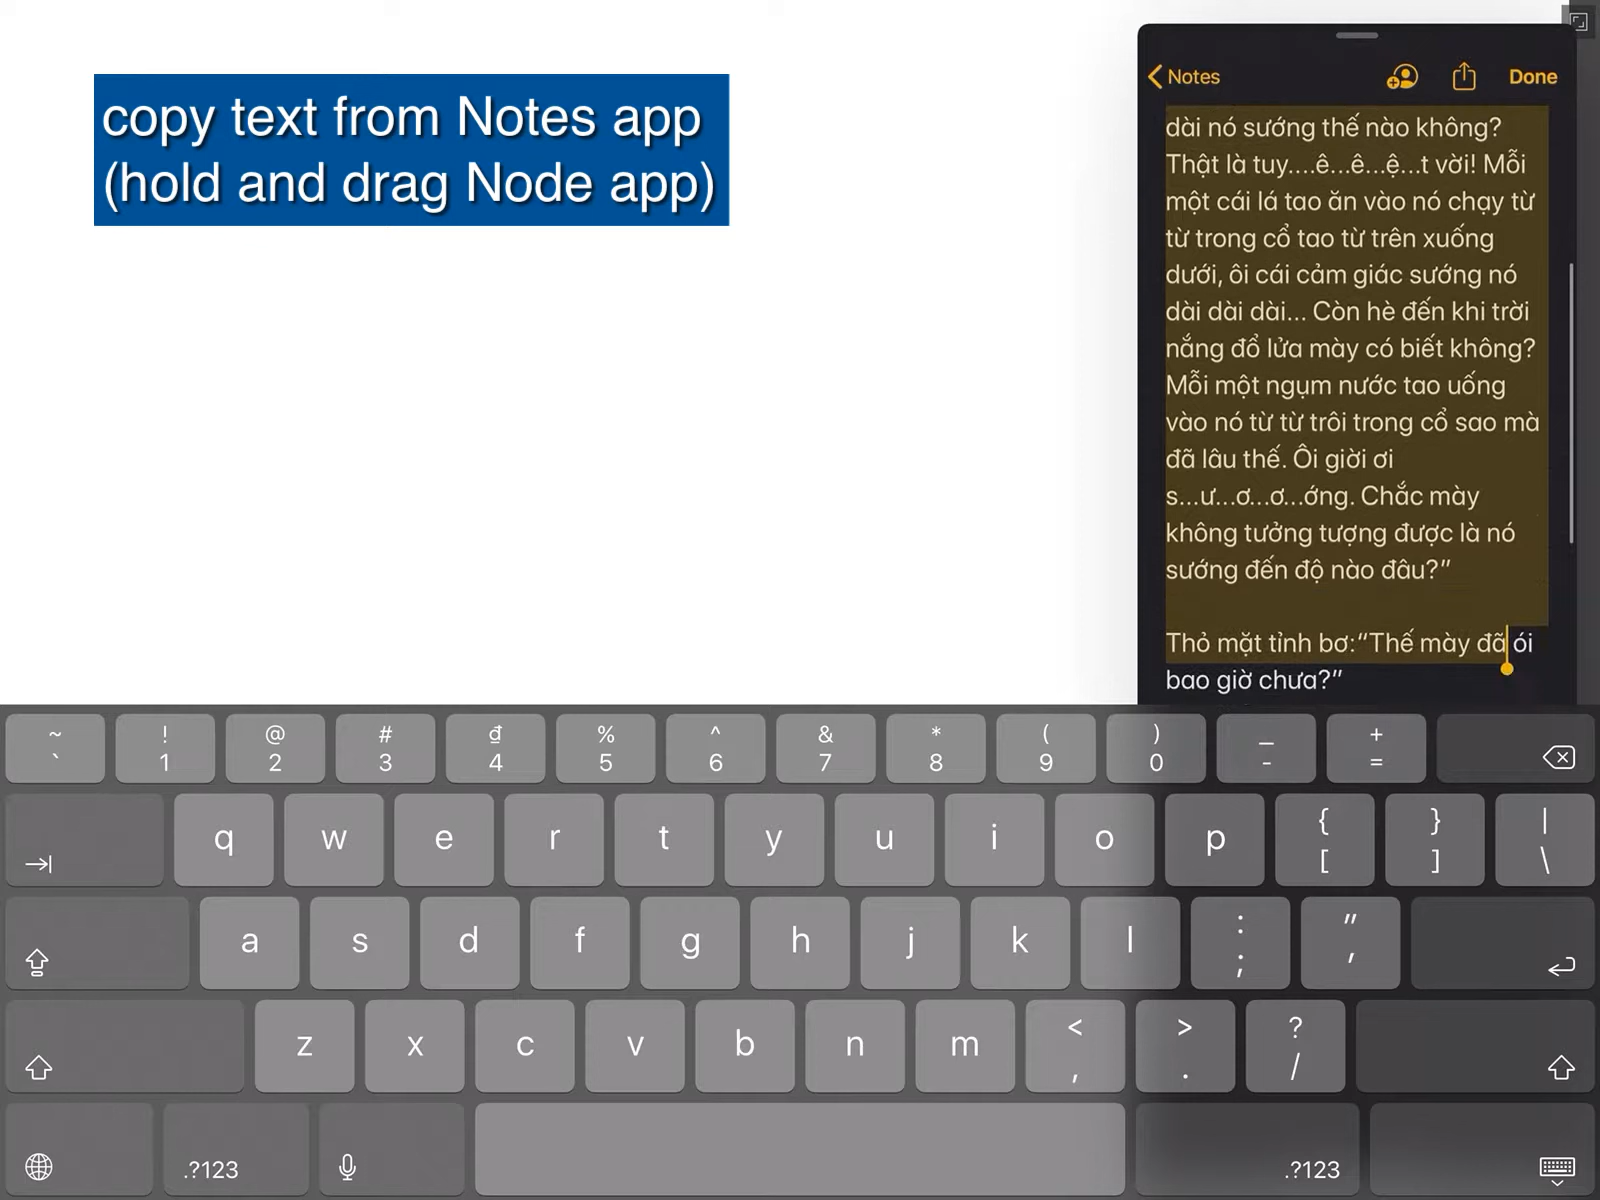 copy text from Notes app
(hold and drag Node app)
Notes
Done
dài nó sướng thế nào không?
Thật là tuy....ê...ê...ệ...t vời! Mỗi
một cái lá tao ăn vào nó chạy từ
từ trong cổ tao từ trên xuống
dưới, ôi cái cảm giác sướng nó
dài dài dài... Còn hè đến khi trời
nắng đổ lửa mày có biết không?
Mỗi một ngụm nước tao uống
vào nó từ từ trôi trong cổ sao mà
đã lâu thế. Ôi giời ơi
s...ư...ơ...ơ...ớng. Chắc mày
không tưởng tượng được là nó
sướng đến độ nào đâu?”
Thỏ mặt tỉnh bơ:“Thế mày đã ói
bao giờ chưa?”
~ ! @ # ₫ % ^ & * ( ) _ +
` 1 2 3 4 5 6 7 8 9 0 - =
q w e r t y u i o p { } |
[ ] \
a s d f g h j k l : "
; '
z x c v b n m < > ?
, . /
.?123 .?123